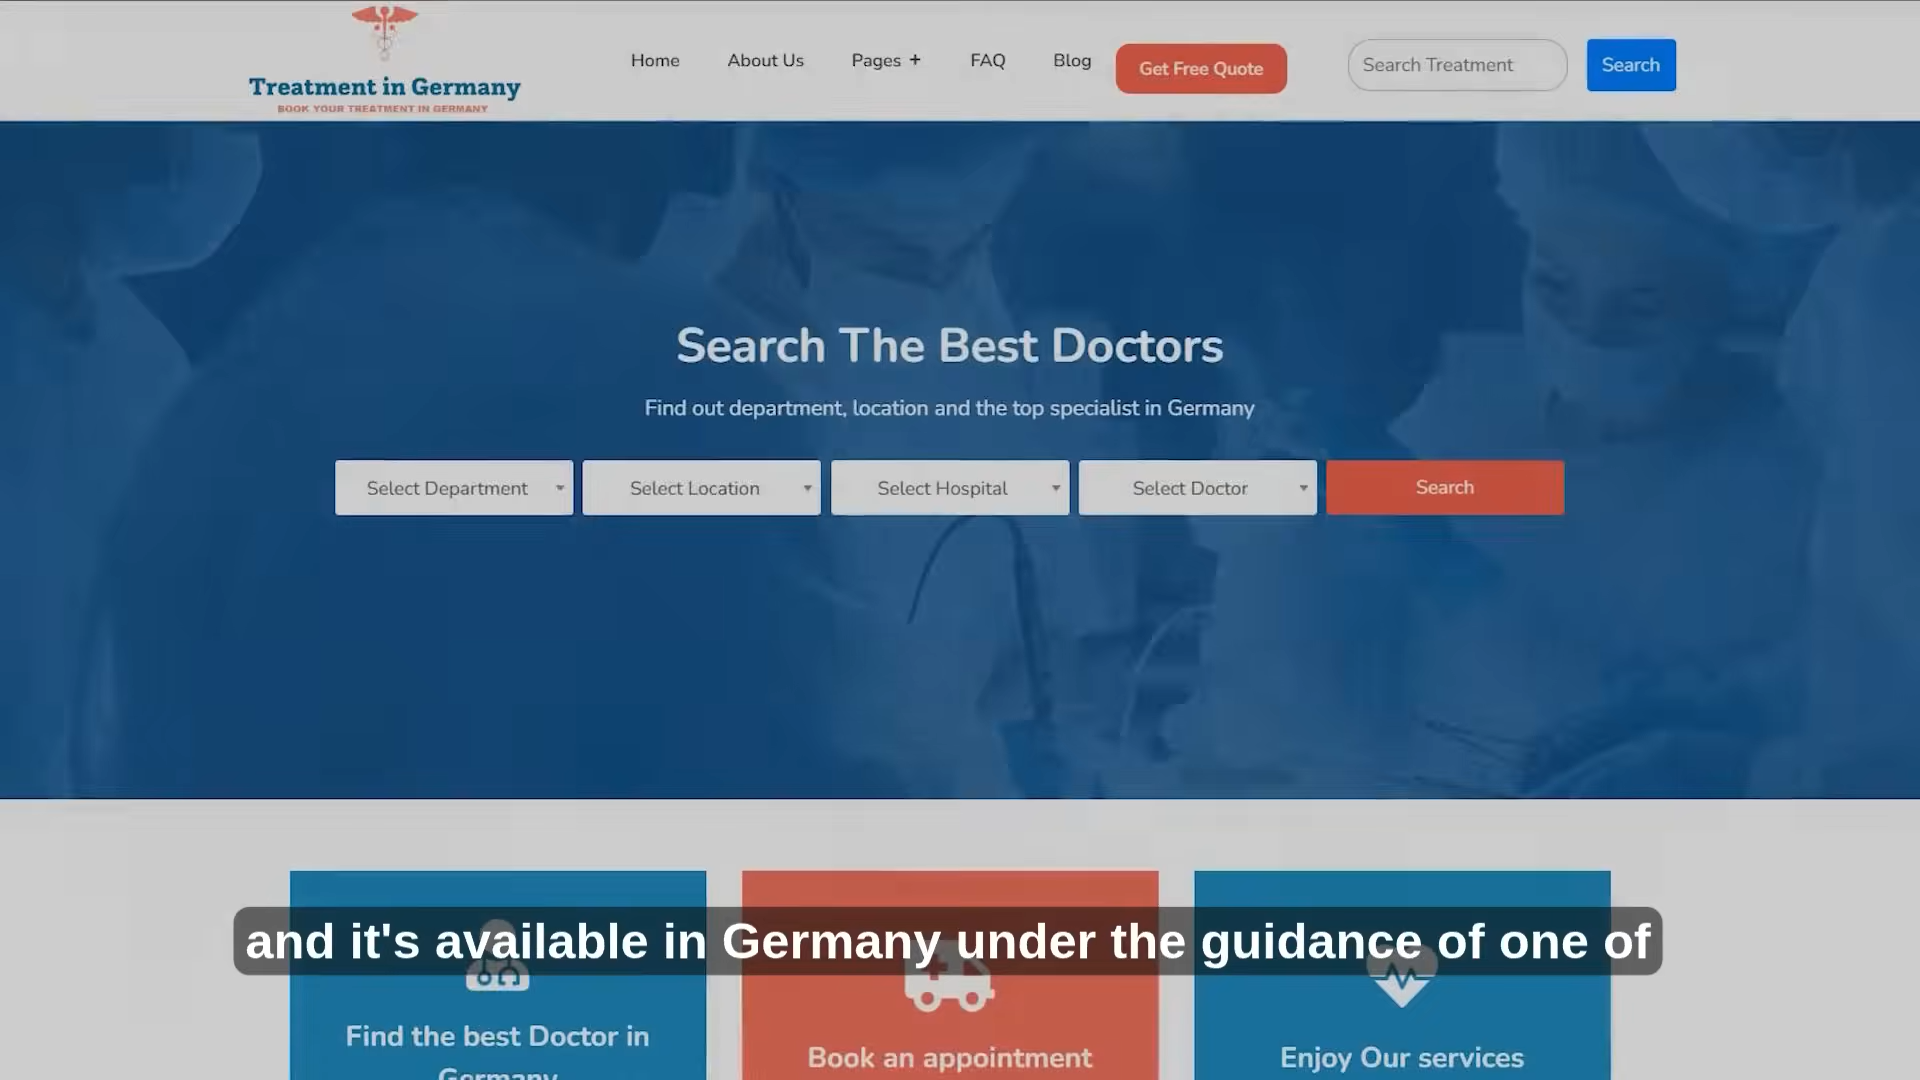 Treatment in Germany
BOOK YOUR TREATMENT IN GERMANY
Home
About Us
Pages +
FAQ
Blog
Get Free Quote
Search Treatment
Search
Search The Best Doctors
Find out department, location and the top specialist in Germany
Select Department
Select Location
Select Hospital
Select Doctor
Search
and it's available in Germany under the guidance of one of
Find the best Doctor in
Germany
Book an appointment
Enjoy Our services